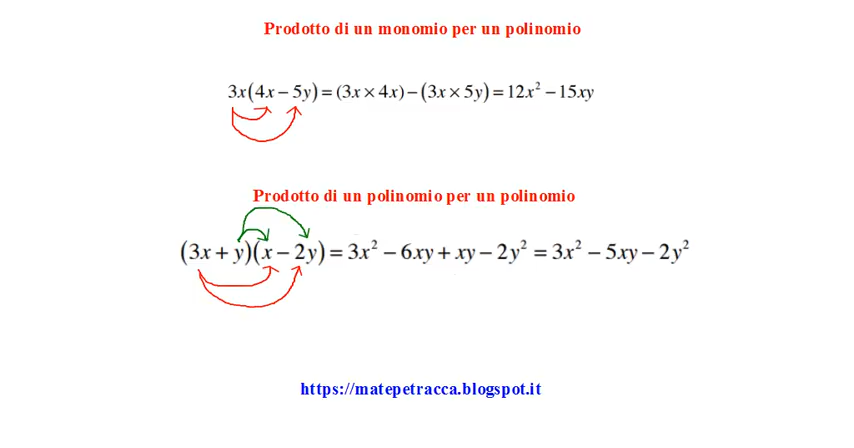 Prodotto di un monomio per un polinomio
3x(4x − 5y) = (3x × 4x) − (3x × 5y) = 12x² − 15xy
Prodotto di un polinomio per un polinomio
(3x + y)(x − 2y) = 3x² − 6xy + xy − 2y² = 3x² − 5xy − 2y²
https://matepetracca.blogspot.it